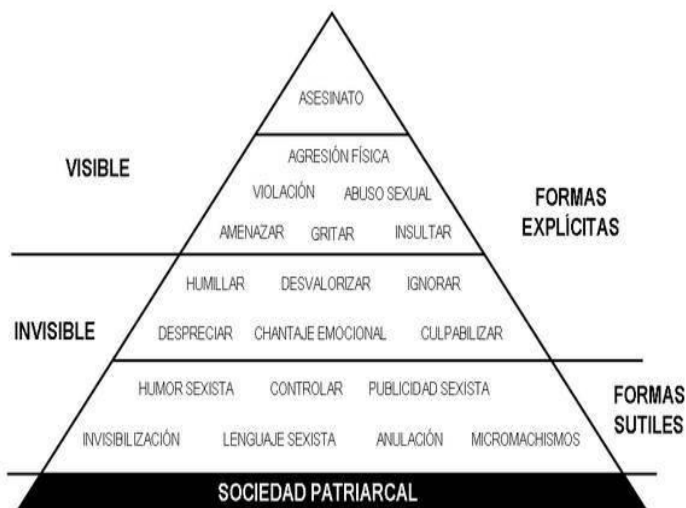 ASESINATO
AGRESIÓN FÍSICA
VISIBLE
VIOLACIÓN ABUSO SEXUAL
FORMAS
EXPLÍCITAS
AMENAZAR GRITAR INSULTAR
HUMILLAR DESVALORIZAR IGNORAR
INVISIBLE
DESPRECIAR CHANTAJE EMOCIONAL CULPABILIZAR
HUMOR SEXISTA CONTROLAR PUBLICIDAD SEXISTA
FORMAS
SUTILES
INVISIBILIZACIÓN LENGUAJE SEXISTA ANULACIÓN MICROMACHISMOS
SOCIEDAD PATRIARCAL